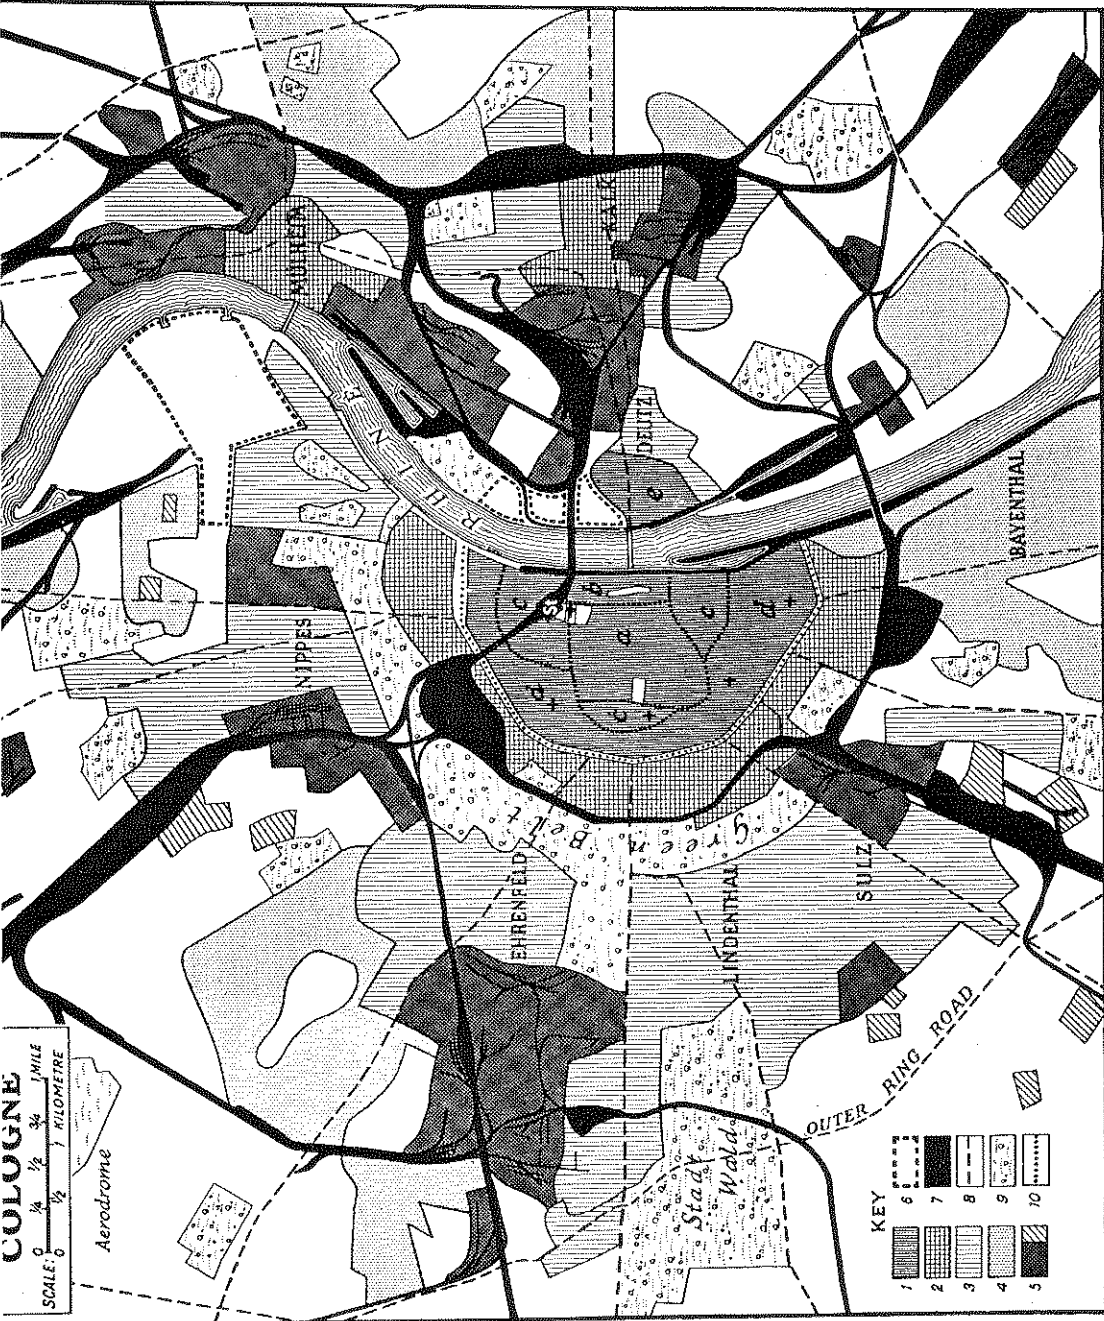 COLOGNE
SCALE: 0 ¼ ½ ¾ 1 MILE
0 ½ 1 KILOMETRE
Aerodrome
MÜLHEIM
KALK
DEUTZ
RHINE
NIPPES
BAYENTHAL
EHRENFELD
Green Belt
LINDENTHAL
SULZ
Stadt
Wald
OUTER RING ROAD
a
b
c
c
c
d
d
e
S
KEY
1
2
3
4
5
6
7
8
9
10